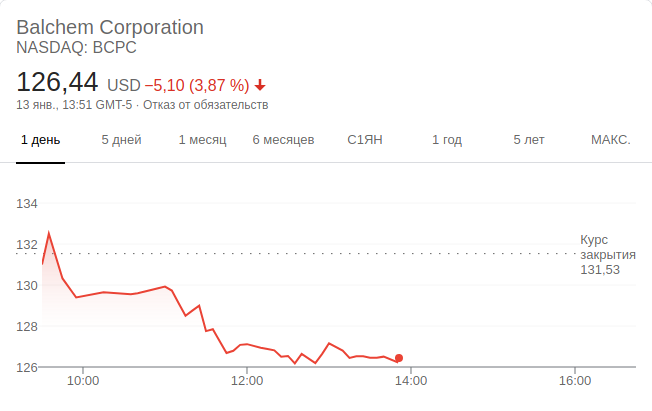 Balchem Corporation
NASDAQ: BCPC
126,44 USD −5,10 (3,87 %)
13 янв., 13:51 GMT-5 · Отказ от обязательств
1 день 5 дней 1 месяц 6 месяцев С1ЯН 1 год 5 лет МАКС.
134
132
130
128
126
Курс
закрытия
131,53
10:00 12:00 14:00 16:00